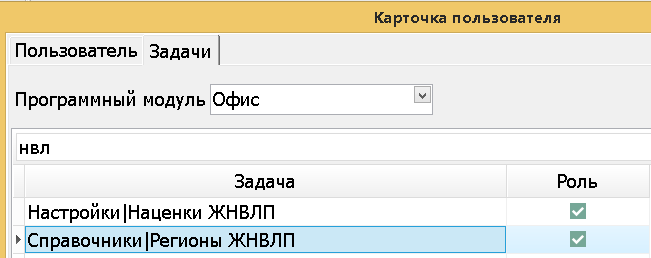 Карточка пользователя
Пользователь Задачи
Программный модуль Офис
нвл
Задача Роль
Настройки|Наценки ЖНВЛП
Справочники|Регионы ЖНВЛП